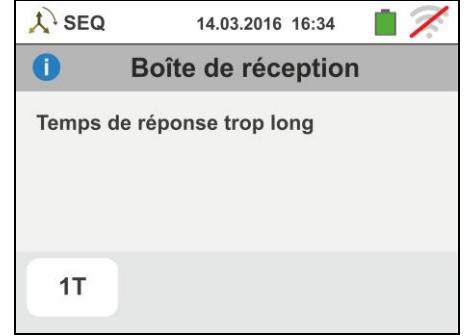 SEQ 14.03.2016 16:34
Boîte de réception
Temps de réponse trop long
1T